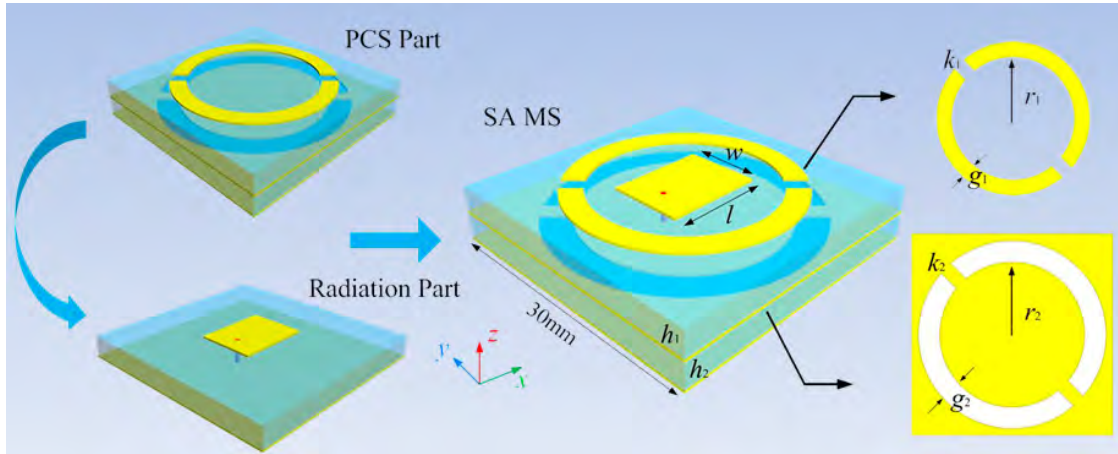 PCS Part
SA MS
Radiation Part
w
l
30mm
h1
h2
z
y
x
k1
r1
g1
k2
r2
g2